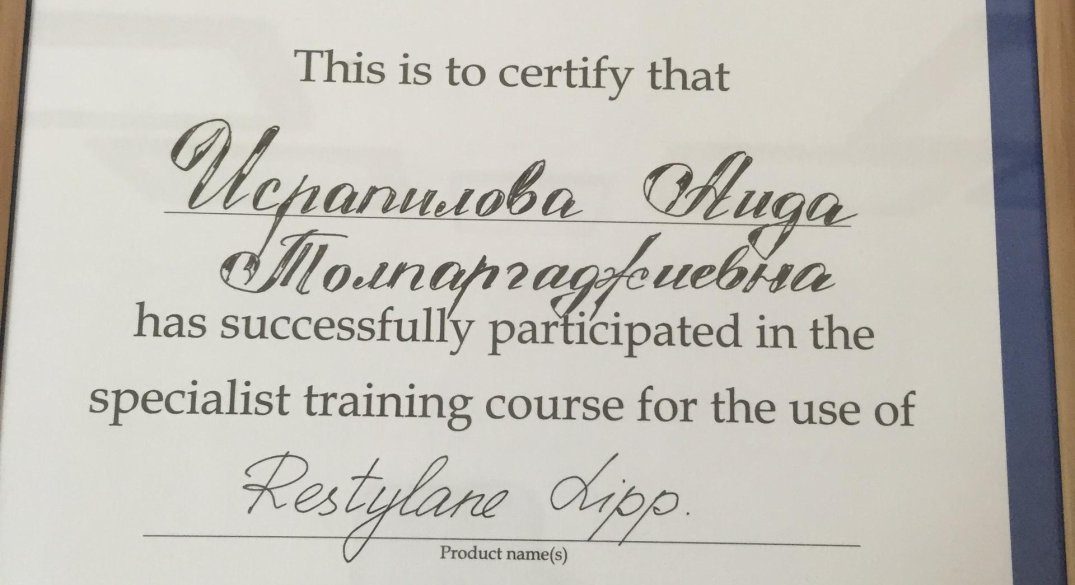 This is to certify that
Исрапилова Аида
Толпаргаджиевна
has successfully participated in the
specialist training course for the use of
Restylane Lipp.
Product name(s)